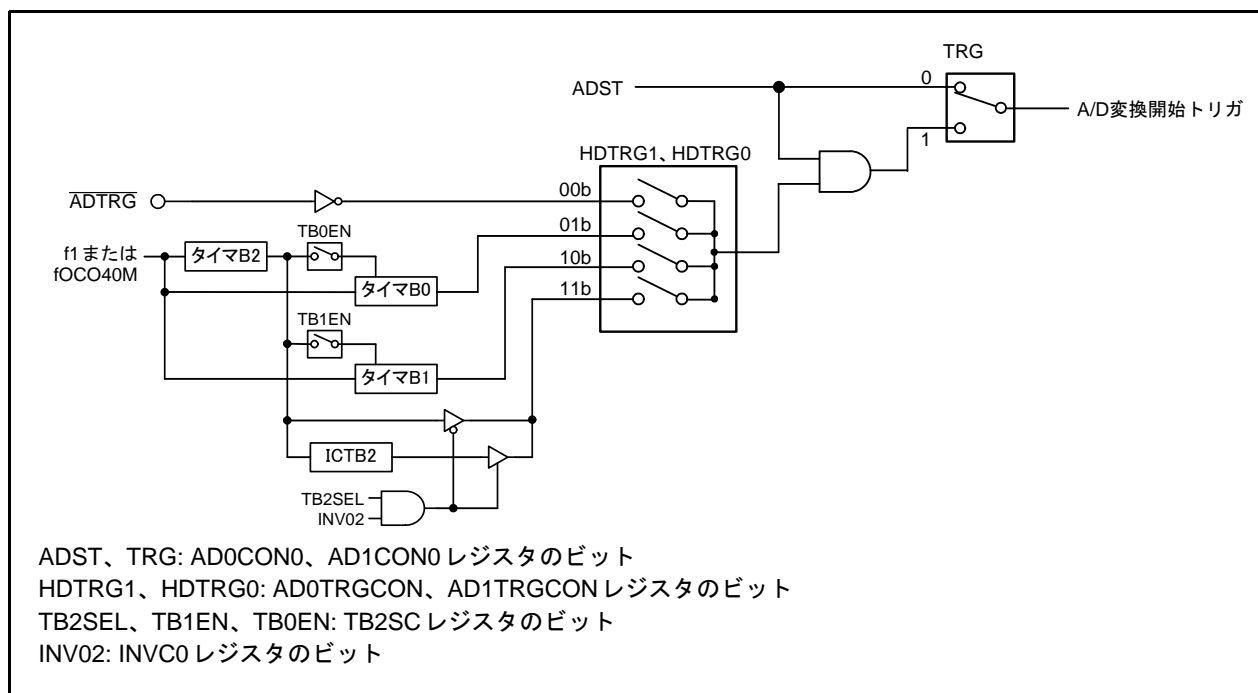 TRG
ADST
0
A/D変換開始トリガ
1
HDTRG1、HDTRG0
ADTRG
00b
TB0EN
01b
f1または
fOCO40M
タイマB2
10b
タイマB0
11b
TB1EN
タイマB1
ICTB2
TB2SEL
INV02
ADST、TRG: AD0CON0、AD1CON0レジスタのビット
HDTRG1、HDTRG0: AD0TRGCON、AD1TRGCONレジスタのビット
TB2SEL、TB1EN、TB0EN: TB2SCレジスタのビット
INV02: INVC0レジスタのビット